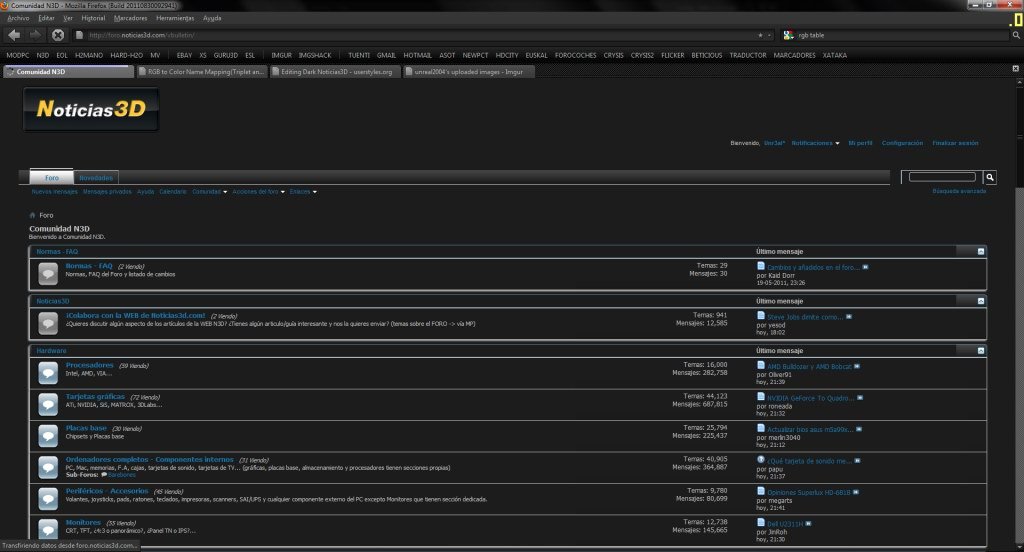 Comunidad N3D - Mozilla Firefox (Build 20110830092941)
Archivo Editar Ver Historial Marcadores Herramientas Ayuda
http://foro.noticias3d.com/vbulletin/
rgb table
MODPC N3D EOL H2MANO HARD-H2O MV EBAY XS GURU3D ESL IMGUR IMGSHACK TUENTI GMAIL HOTMAIL ASOT NEWPCT HDCITY EUSKAL FOROCOCHES CRYSIS CRYSIS2 FLICKER BETICIOUS TRADUCTOR MARCADORES XATAKA
Comunidad N3D
RGB to Color Name Mapping(Triplet an...
Editing Dark Noticias3D - userstyles.org
unreal2004's uploaded images - Imgur
Noticias3D
Bienvenido, Unr3al* Notificaciones Mi perfil Configuración Finalizar sesión
Foro Novedades
Nuevos mensajes Mensajes privados Ayuda Calendario Comunidad Acciones del foro Enlaces
Búsqueda avanzada
Foro
Comunidad N3D
Bienvenido a Comunidad N3D.
Normas - FAQ Último mensaje
Normas - FAQ (2 Viendo)
Normas, FAQ del Foro y listado de cambios
Temas: 29
Mensajes: 30
Cambios y añadidos en el foro...
por Kaid Dorr
19-05-2011, 23:26
Noticias3D Último mensaje
¡Colabora con la WEB de Noticias3d.com! (2 Viendo)
¿Quieres discutir algún aspecto de los artículos de la WEB N3D? ¿Tienes algún artículo/guía interesante y nos la quieres enviar? (temas sobre el FORO -> vía MP)
Temas: 941
Mensajes: 12,585
Steve Jobs dimite como...
por yesod
hoy, 18:02
Hardware Último mensaje
Procesadores (59 Viendo)
Intel, AMD, VIA...
Temas: 16,000
Mensajes: 282,758
AMD Bulldozer y AMD Bobcat
por Oliver91
hoy, 21:39
Tarjetas gráficas (72 Viendo)
ATi, NVIDIA, SiS, MATROX, 3DLabs...
Temas: 44,123
Mensajes: 687,815
NVIDIA GeForce To Quadro...
por roneada
hoy, 21:32
Placas base (30 Viendo)
Chipsets y Placas base
Temas: 25,794
Mensajes: 225,437
Actualizar bios asus m5a99x...
por merlin3040
hoy, 21:12
Ordenadores completos - Componentes internos (31 Viendo)
PC, Mac, memorias, F.A, cajas, tarjetas de sonido, tarjetas de TV... (gráficas, placas base, almacenamiento y procesadores tienen secciones propias)
Sub-Foros: Barebones
Temas: 40,905
Mensajes: 364,887
¿Qué tarjeta de sonido me...
por papu
hoy, 21:37
Periféricos - Accesorios (45 Viendo)
Volantes, joysticks, pads, ratones, teclados, impresoras, scanners, SAI/UPS y cualquier componente externo del PC excepto Monitores que tienen sección dedicada.
Temas: 9,780
Mensajes: 80,699
Opiniones Superlux HD-681B
por megarts
hoy, 21:41
Monitores (55 Viendo)
CRT, TFT, ¿4:3 o panorámico?, ¿Panel TN o IPS?...
Temas: 12,738
Mensajes: 145,665
Dell U2311H
por JinRoh
hoy, 21:30
Transfiriendo datos desde foro.noticias3d.com...